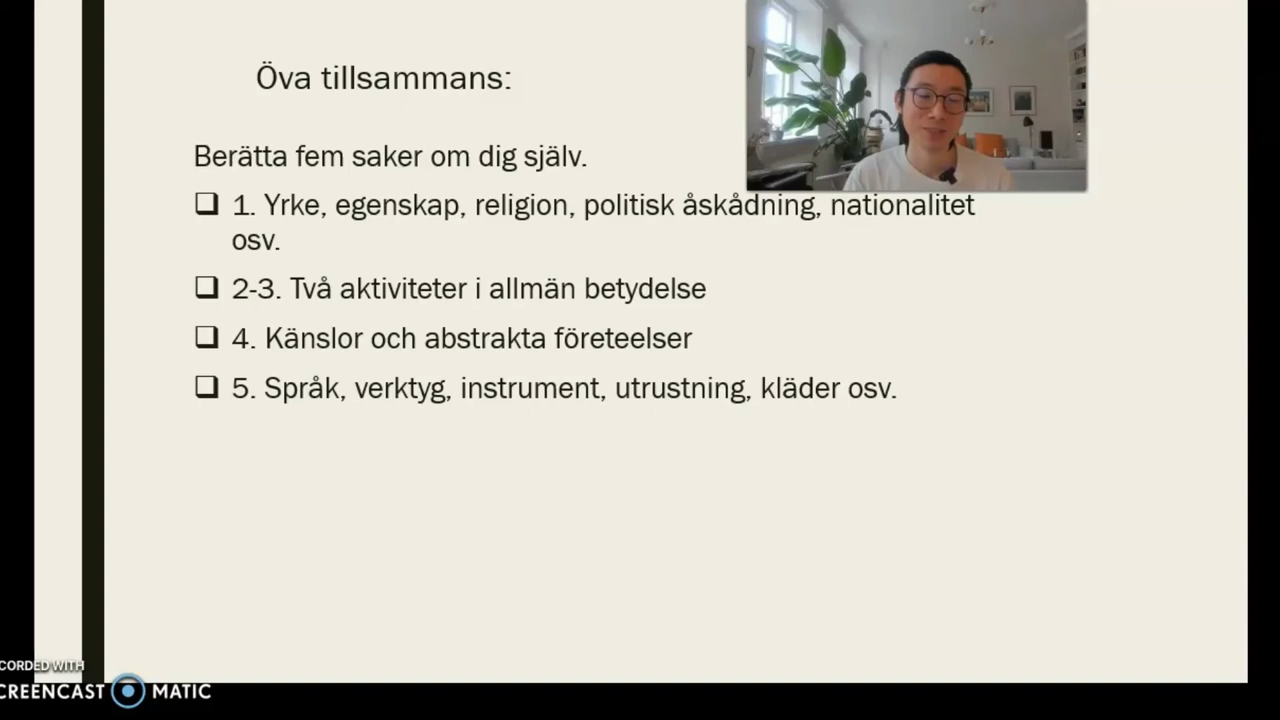 Öva tillsammans:
Berätta fem saker om dig själv.
❑ 1. Yrke, egenskap, religion, politisk åskådning, nationalitet
osv.
❑ 2-3. Två aktiviteter i allmän betydelse
❑ 4. Känslor och abstrakta företeelser
❑ 5. Språk, verktyg, instrument, utrustning, kläder osv.
CORDED WITH
CREENCAST MATIC